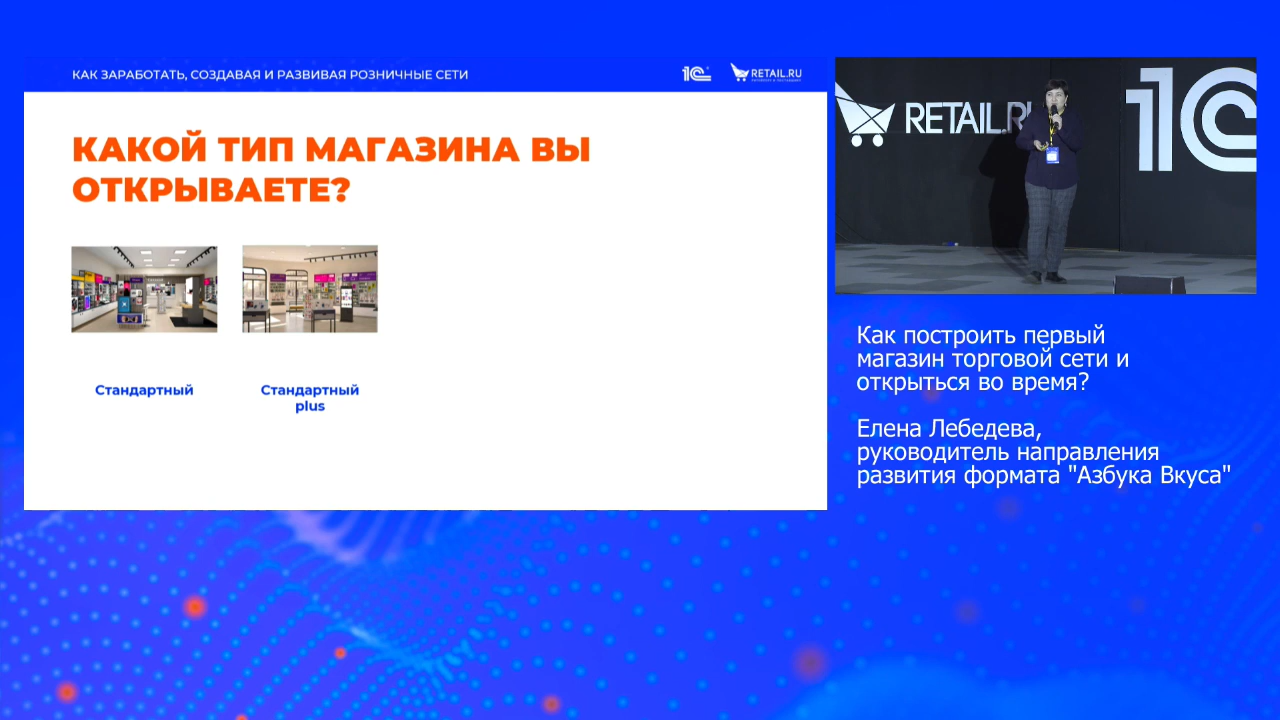 КАК ЗАРАБОТАТЬ, СОЗДАВАЯ И РАЗВИВАЯ РОЗНИЧНЫЕ СЕТИ
1С
RETAIL.RU
КАКОЙ ТИП МАГАЗИНА ВЫ
ОТКРЫВАЕТЕ?
Стандартный
Стандартный
plus
RETAIL.RU
1С
Как построить первый
магазин торговой сети и
открыться во время?
Елена Лебедева,
руководитель направления
развития формата "Азбука Вкуса"